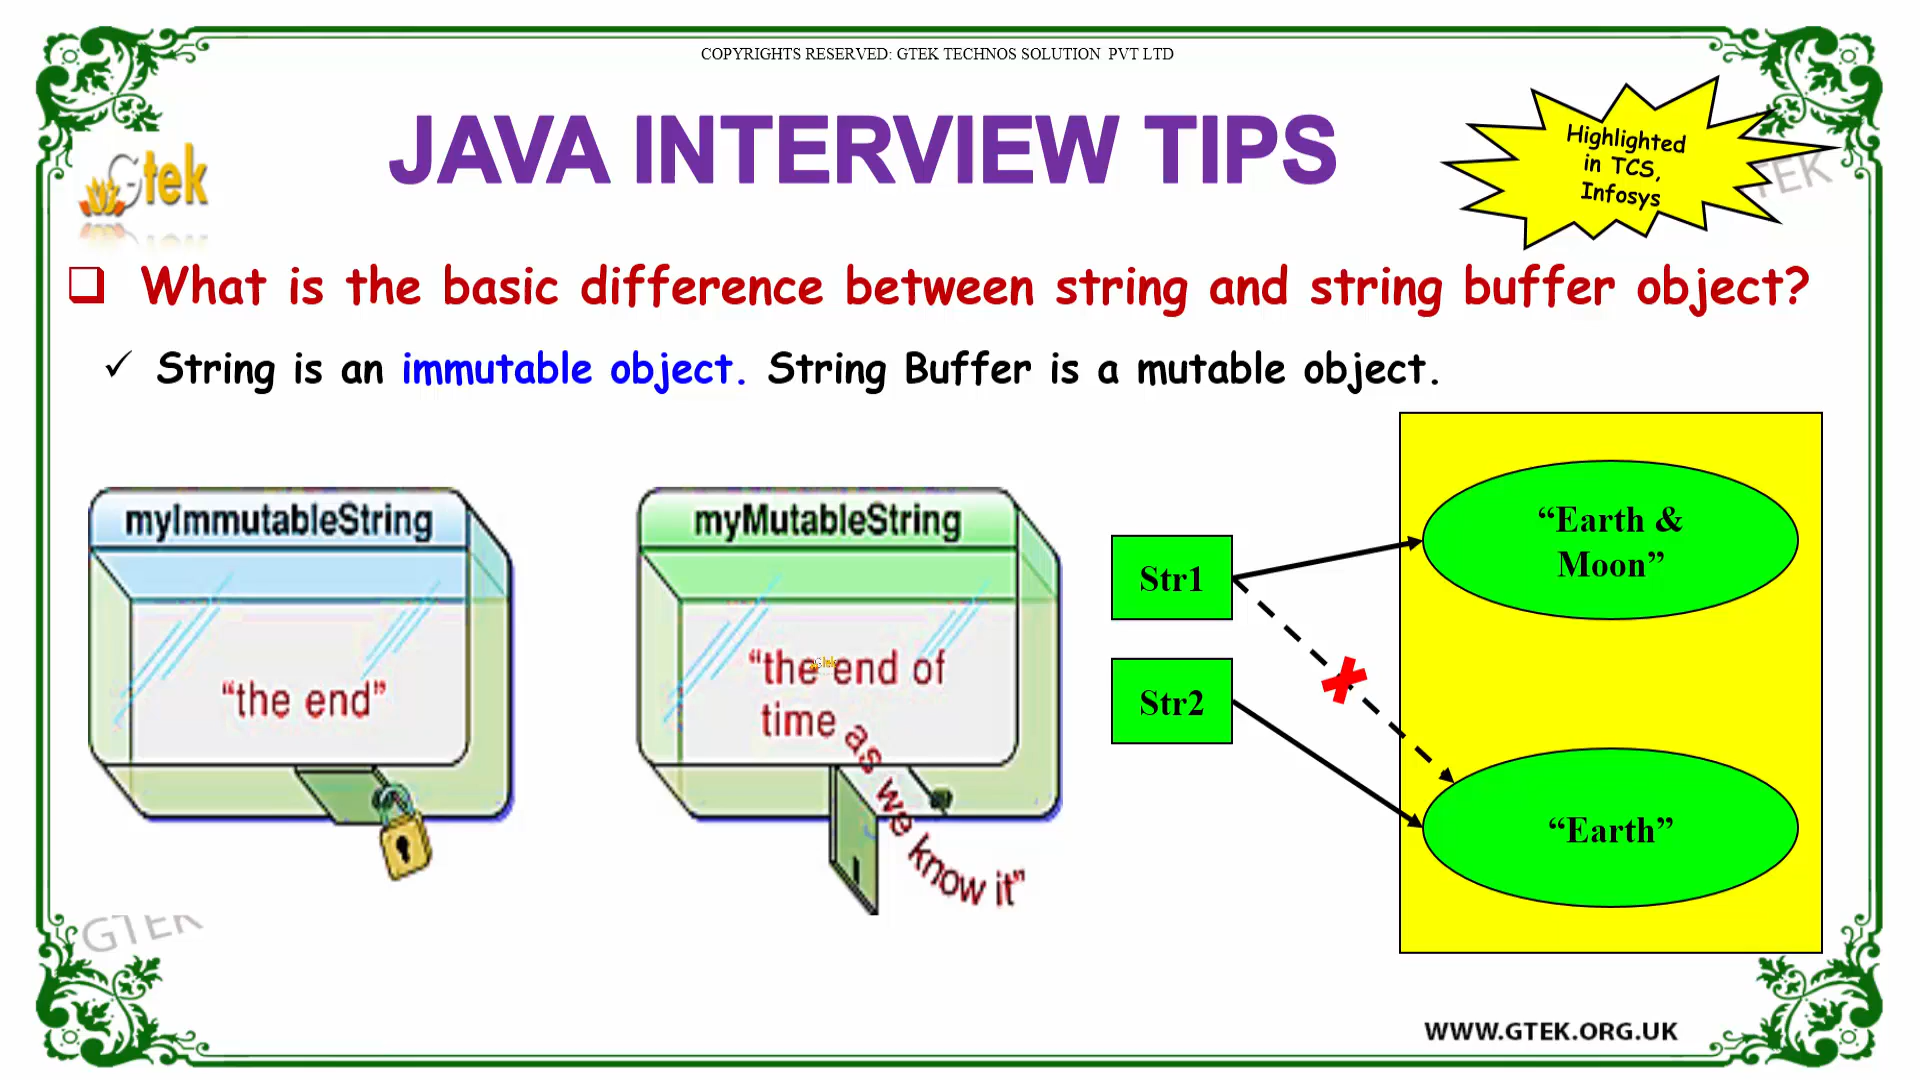 COPYRIGHTS RESERVED: GTEK TECHNOS SOLUTION PVT LTD
Gtek
JAVA INTERVIEW TIPS
Highlighted
in TCS,
Infosys
TEK
What is the basic difference between string and string buffer object?
String is an immutable object. String Buffer is a mutable object.
myImmutableString
"the end"
myMutableString
"the end of
time as we know it"
Gtek
Str1
Str2
“Earth &
Moon”
“Earth”
GTEK
WWW.GTEK.ORG.UK